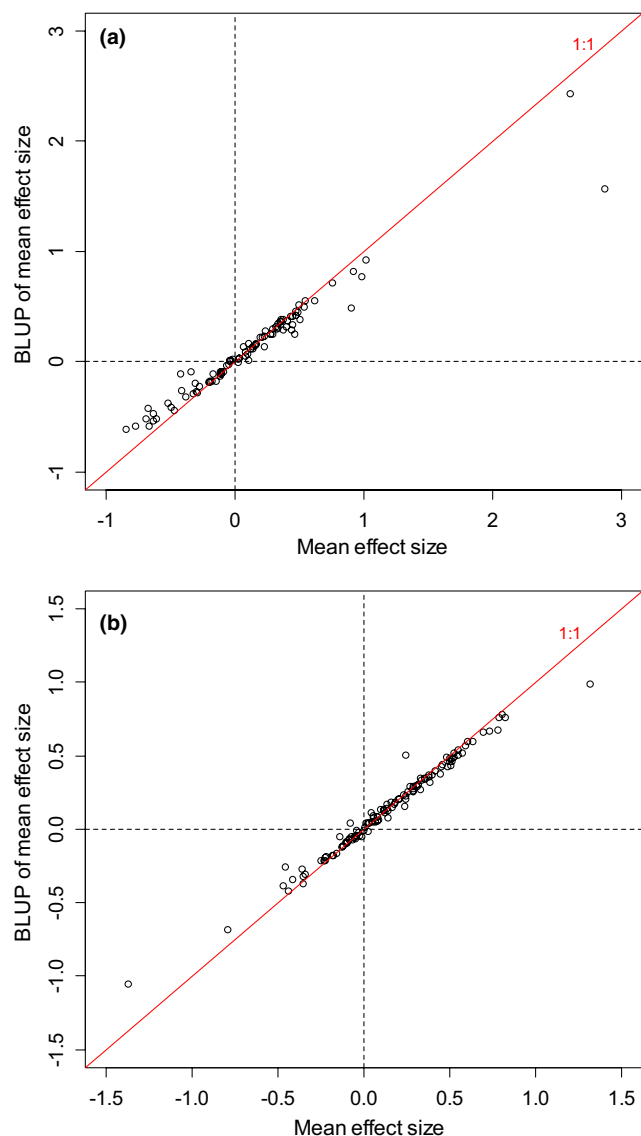 (a)
1:1
3
2
1
0
-1
BLUP of mean effect size
-1 0 1 2 3
Mean effect size
(b)
1:1
1.5
1.0
0.5
0.0
-0.5
-1.0
-1.5
BLUP of mean effect size
-1.5 -1.0 -0.5 0.0 0.5 1.0 1.5
Mean effect size